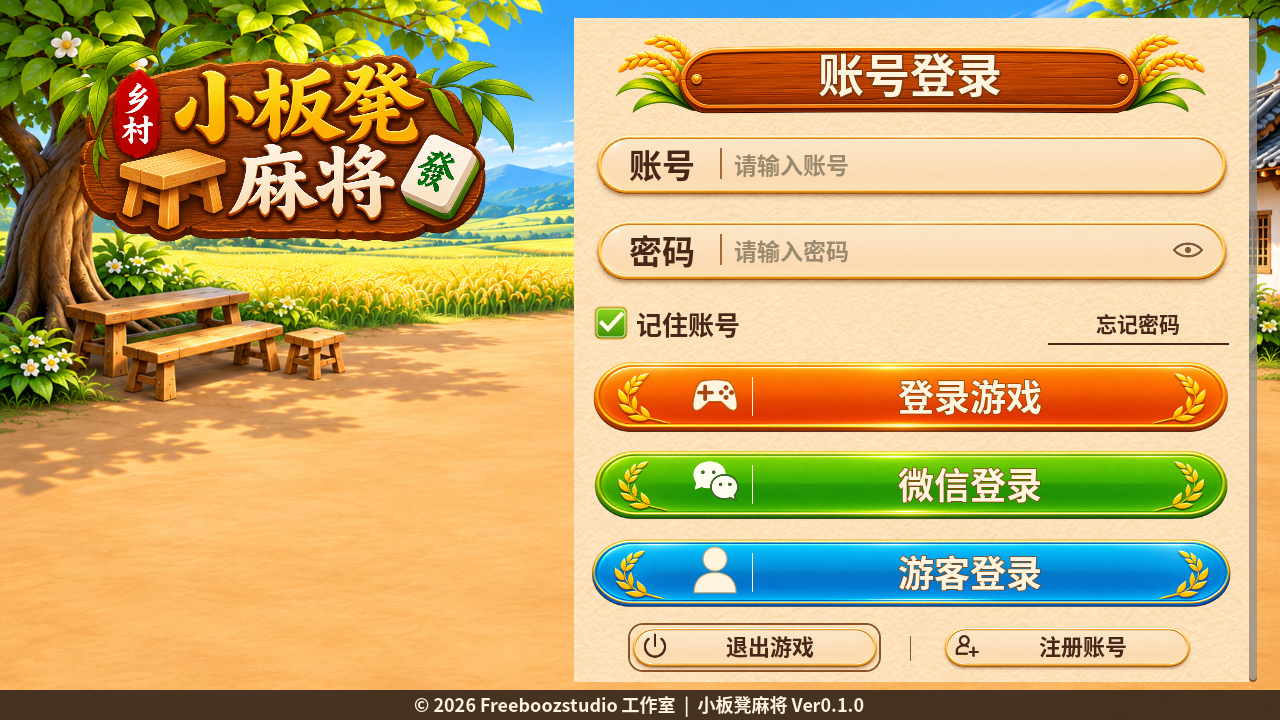 乡村
小板凳
麻将
發
账号登录
账号 请输入账号
密码 请输入密码
记住账号
忘记密码
登录游戏
微信登录
游客登录
退出游戏
注册账号
© 2026 Freeboozstudio 工作室 | 小板凳麻将 Ver0.1.0